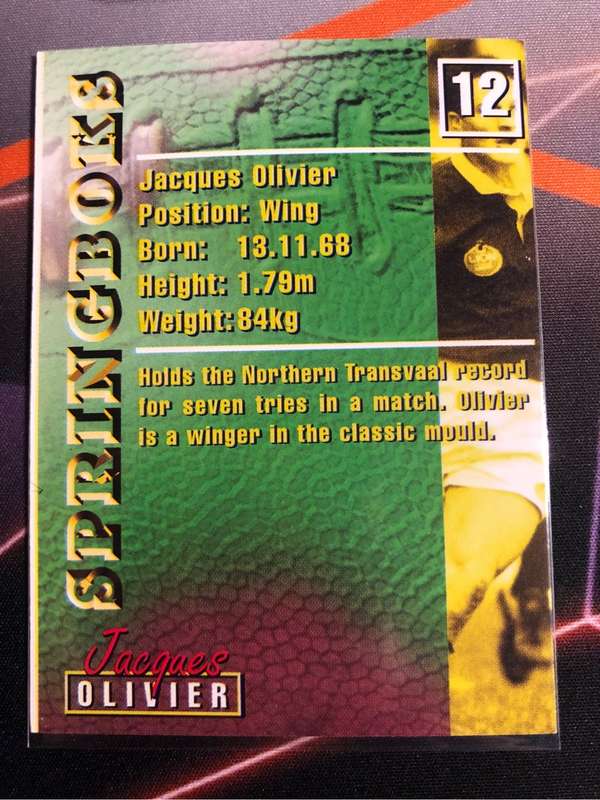 SPRINGBOKS
12
Jacques Olivier
Position: Wing
Born: 13.11.68
Height: 1.79m
Weight: 84kg
Holds the Northern Transvaal record
for seven tries in a match. Olivier
is a winger in the classic mould.
Jacques
OLIVIER
LION